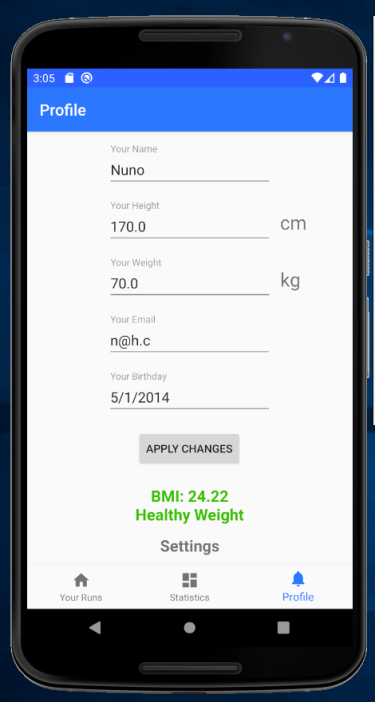 3:05
Profile
Your Name
Nuno
Your Height
170.0 cm
Your Weight
70.0 kg
Your Email
n@h.c
Your Birthday
5/1/2014
APPLY CHANGES
BMI: 24.22
Healthy Weight
Settings
Your Runs Statistics Profile